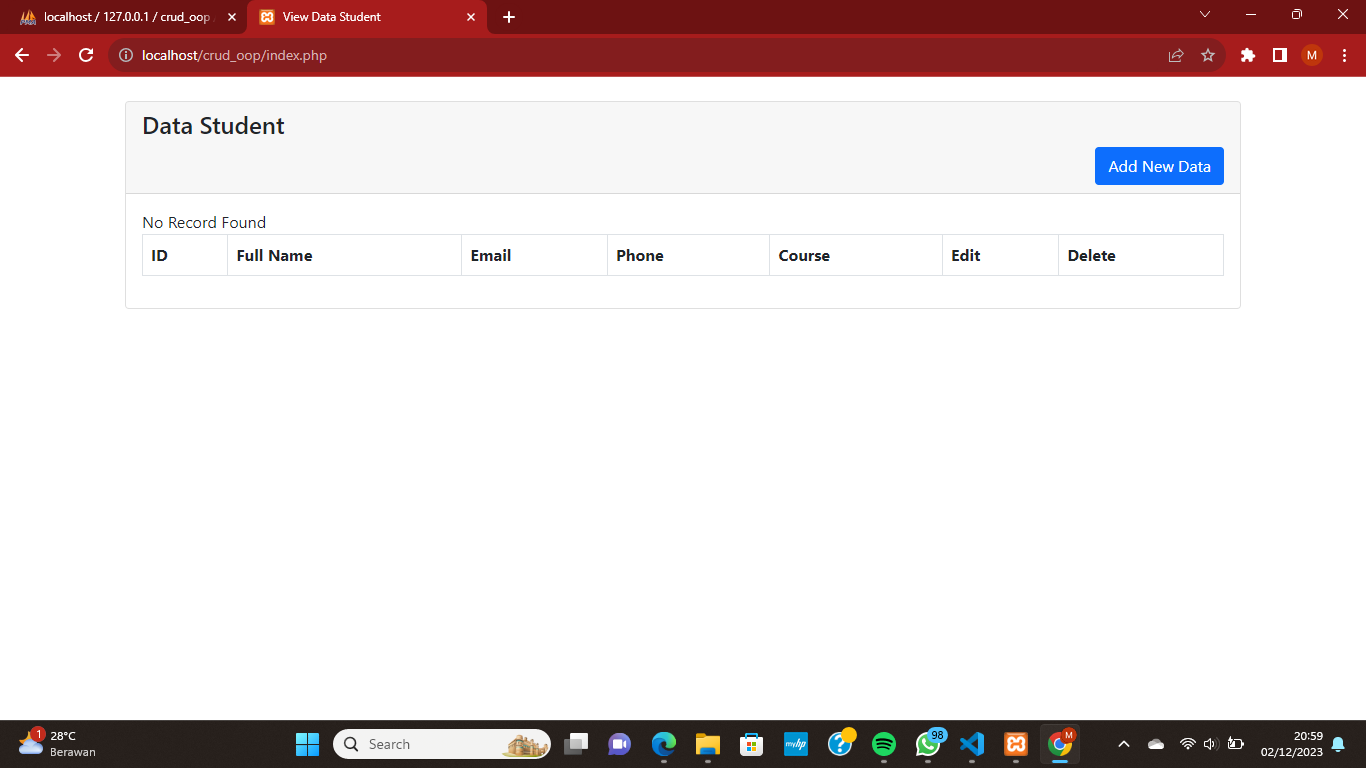 localhost / 127.0.0.1 / crud_oop
View Data Student
localhost/crud_oop/index.php
M
Data Student
Add New Data
No Record Found
ID Full Name Email Phone Course Edit Delete
1
28°C
Berawan
Search
myhp
98
M
20:59
02/12/2023